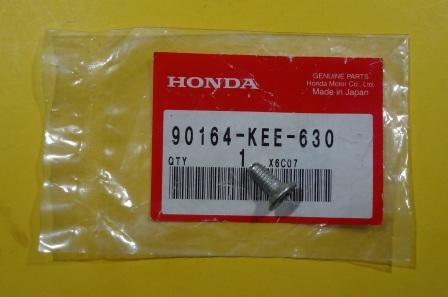 HONDA
GENUINE PARTS
Honda Motor Co., Ltd.
Made in Japan
90164-KEE-630
QTY 1 X6C07